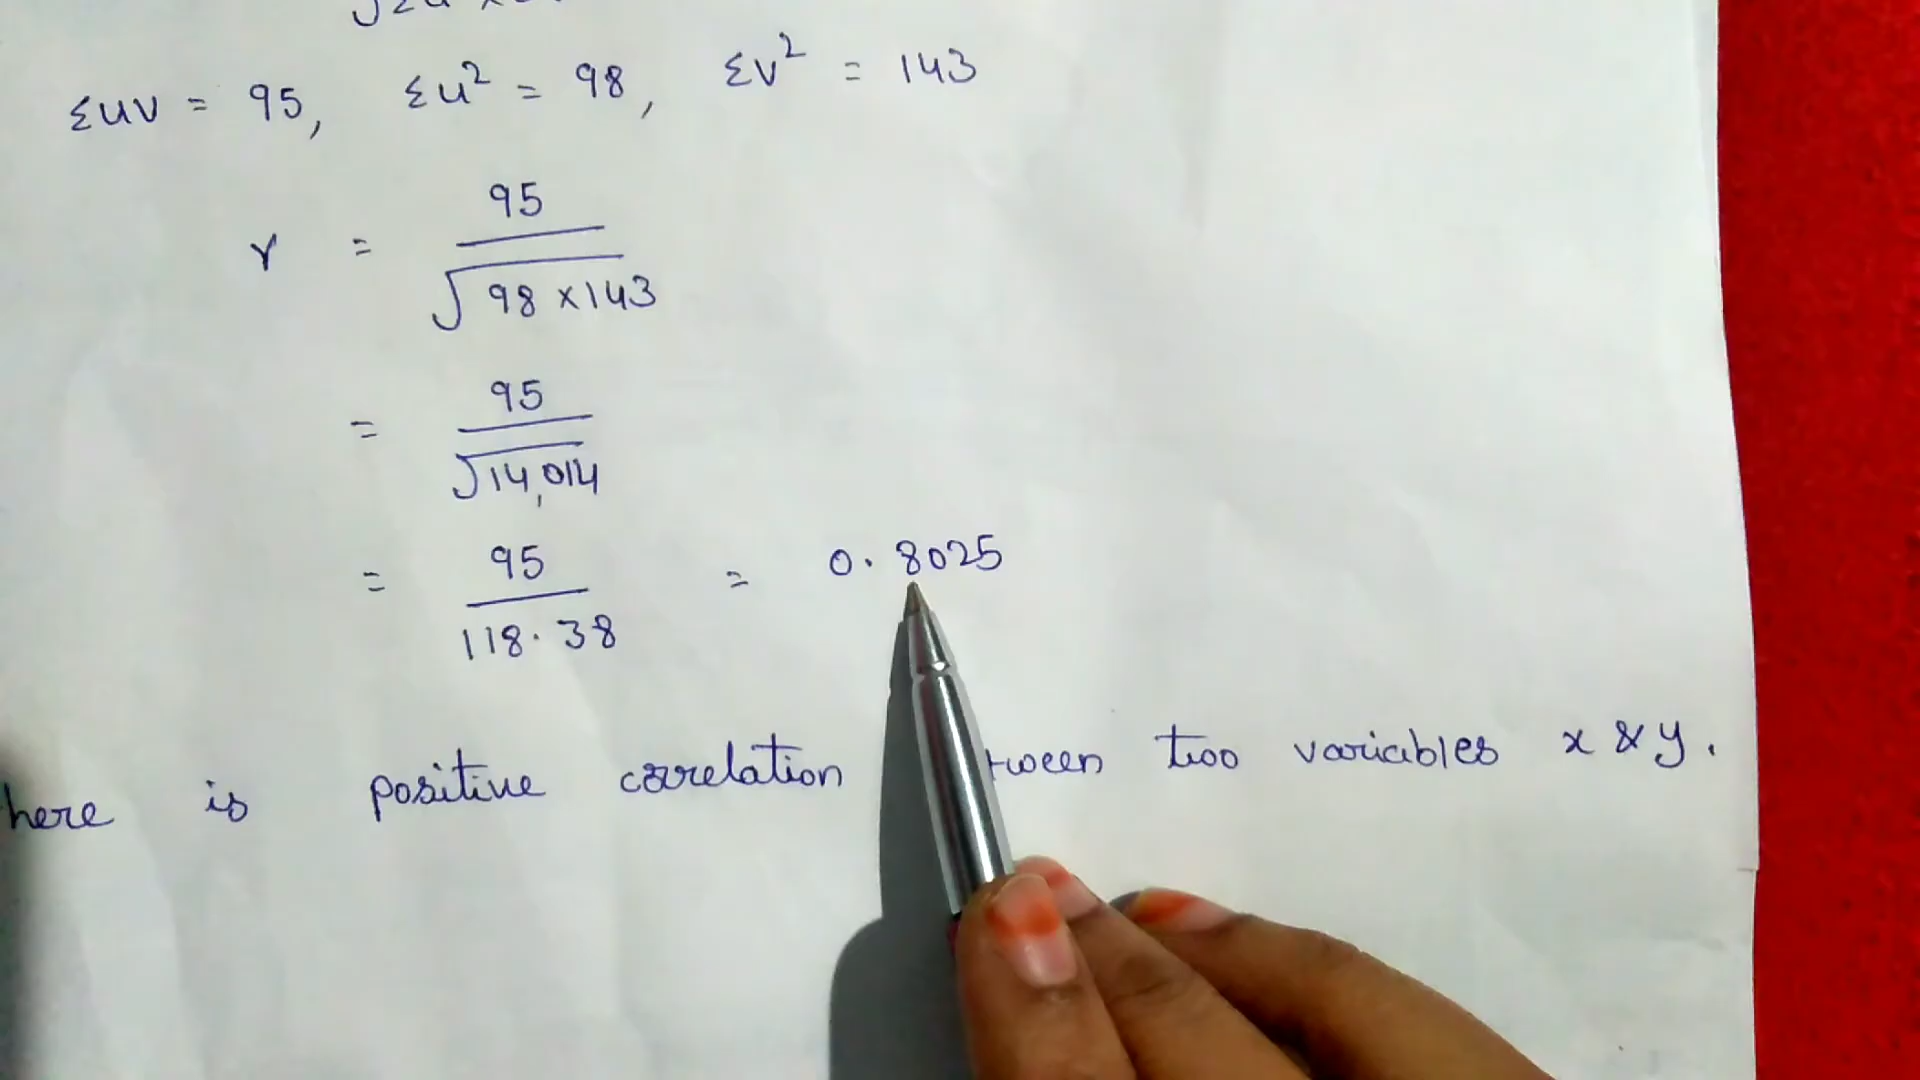 Σuv = 95, Σu² = 98, Σv² = 143
r = 95 / √98 x 143
= 95 / √14,014
= 95 / 118.38 = 0.8025
here is positive correlation tween two variables x & y.